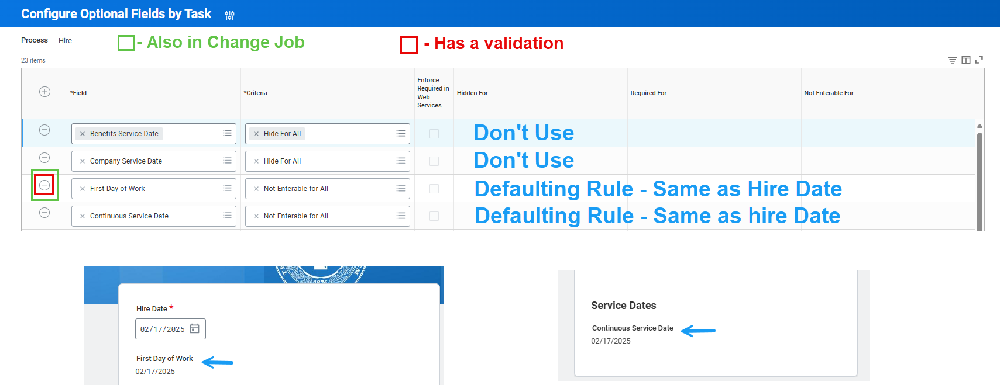 Configure Optional Fields by Task
Process Hire
- Also in Change Job
- Has a validation
23 items
*Field
*Criteria
Enforce
Required in
Web
Services
Hidden For
Required For
Not Enterable For
Benefits Service Date
Hide For All
Don't Use
Company Service Date
Hide For All
Don't Use
First Day of Work
Not Enterable for All
Defaulting Rule - Same as Hire Date
Continuous Service Date
Not Enterable for All
Defaulting Rule - Same as hire Date
1876
Hire Date *
02/17/2025
First Day of Work
02/17/2025
Service Dates
Continuous Service Date
02/17/2025